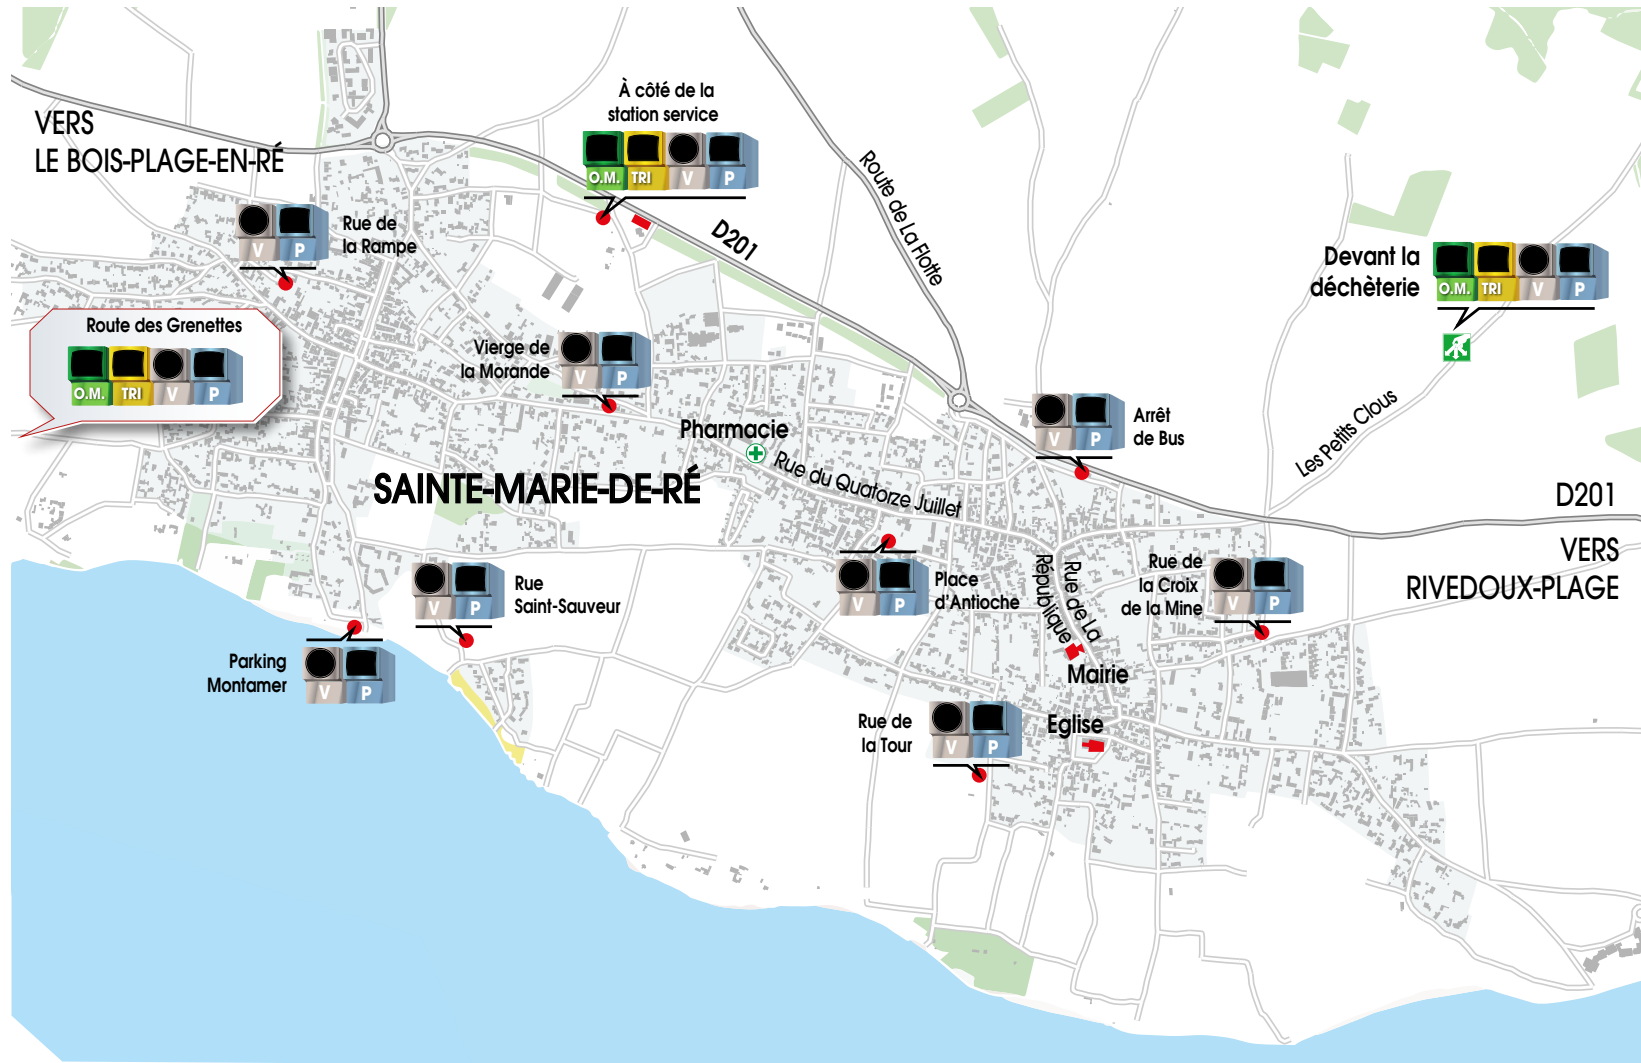 À côté de la
station service
O.M. TRI V P
VERS
LE BOIS-PLAGE-EN-RÉ
Rue de
la Rampe
V P
D201
Route de La Flotte
Devant la
déchèterie
O.M. TRI V P
Route des Grenettes
O.M. TRI V P
Vierge de
la Morande
V P
Pharmacie
Rue du Quatorze Juillet
SAINTE-MARIE-DE-RÉ
Arrêt
de Bus
V P
Les Petits Clous
D201
VERS
RIVEDOUX-PLAGE
Rue
Saint-Sauveur
V P
Place
d'Antioche
V P
Rue de La
République
Rue de
la Croix
de la Mine
V P
Parking
Montamer
V P
Mairie
Eglise
Rue de
la Tour
V P